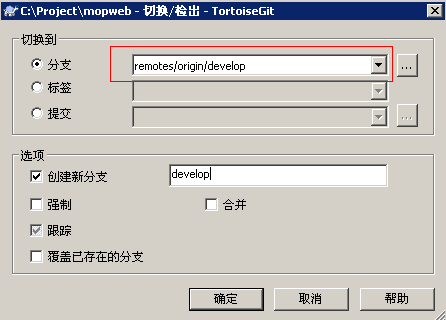 C:\Project\mopweb - 切换/检出 - TortoiseGit
切换到
分支 remotes/origin/develop ...
标签
提交 ...
选项
创建新分支 develop
强制 合并
跟踪
覆盖已存在的分支
确定 取消 帮助